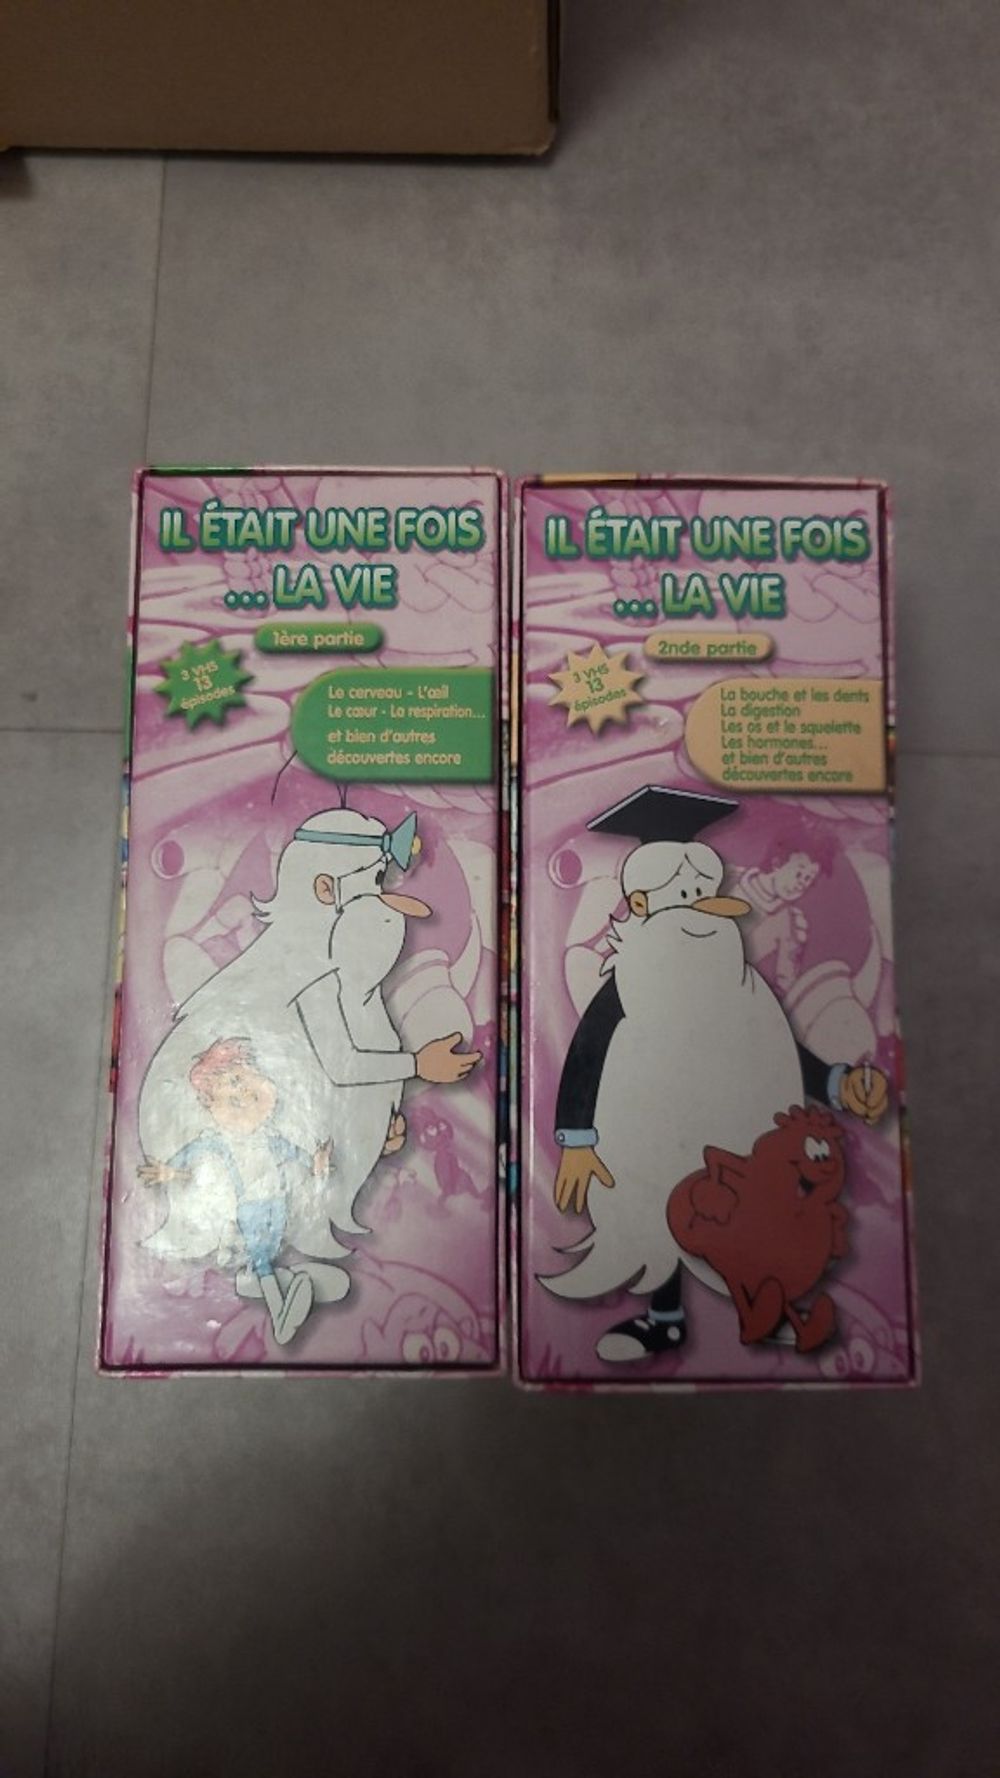 IL ÉTAIT UNE FOIS
... LA VIE
1ère partie
3 VHS
13
épisodes
Le cerveau - L'œil
Le cœur - La respiration...
et bien d'autres
découvertes encore
IL ÉTAIT UNE FOIS
... LA VIE
2nde partie
3 VHS
13
épisodes
La bouche et les dents
La digestion
Les os et le squelette
Les hormones...
et bien d'autres
découvertes encore